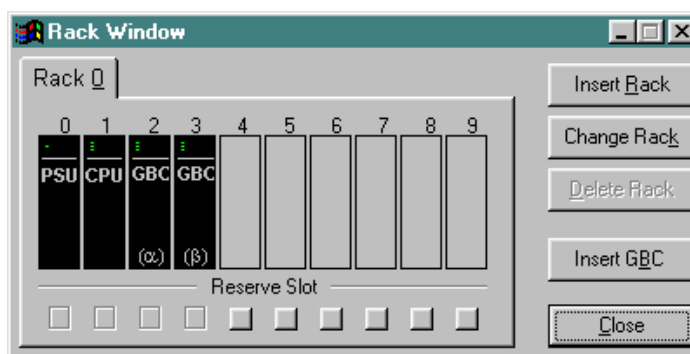 Rack Window
Rack 0
0 1 2 3 4 5 6 7 8 9
PSU CPU GBC GBC
(α) (β)
Reserve Slot
Insert Rack
Change Rack
Delete Rack
Insert GBC
Close